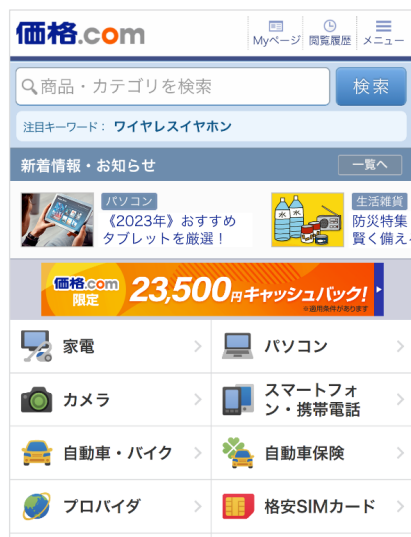 価格.com
Myページ 閲覧履歴 メニュー
商品・カテゴリを検索 検索
注目キーワード： ワイヤレスイヤホン
新着情報・お知らせ 一覧へ
パソコン
《2023年》おすすめ
タブレットを厳選！
生活雑貨
防災特集
賢く備え
水 水
価格.com
限定
23,500円キャッシュバック!
※適用条件があります
家電
パソコン
カメラ
スマートフォ
ン・携帯電話
自動車・バイク
自動車保険
プロバイダ
格安SIMカード